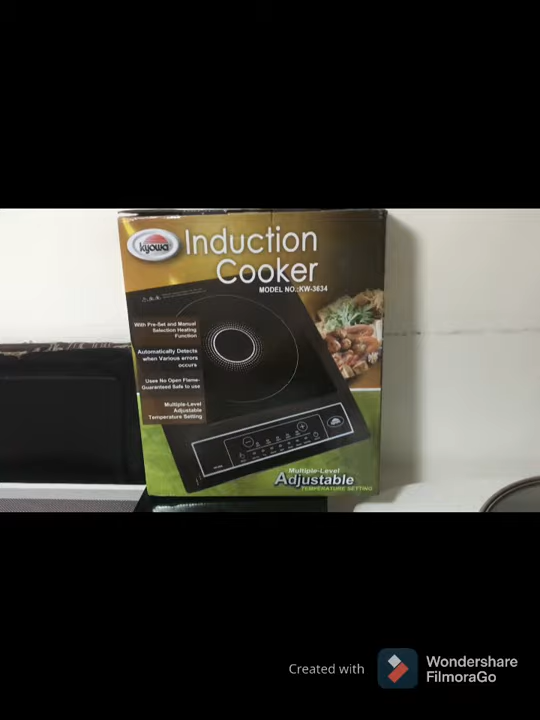 kyowa
Induction
Cooker
MODEL NO.:KW-3634
With Pre-Set and Manual
Selection Heating
Function
Automatically Detects
when Various errors
occurs
Uses No Open Flame-
Guaranteed Safe to use
Multiple-Level
Adjustable
Temperature Setting
Multiple-Level
Adjustable
TEMPERATURE SETTING
Created with
Wondershare
FilmoraGo